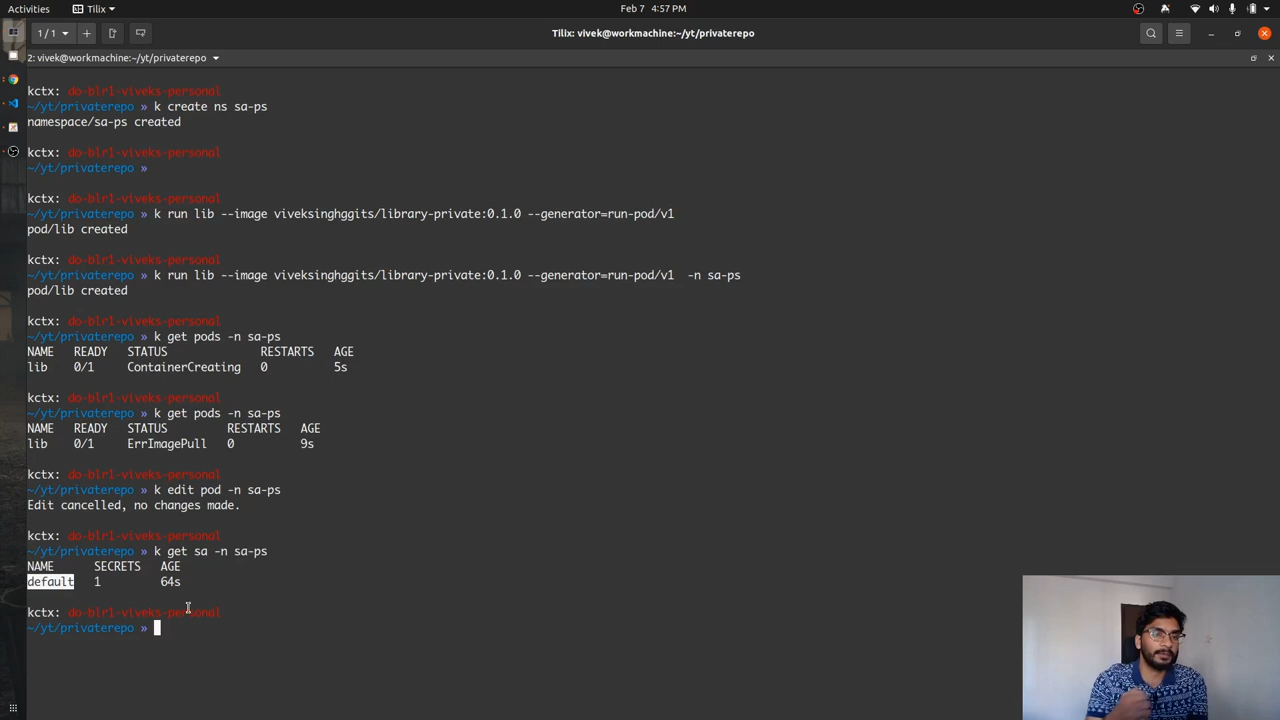 Activities
Tilix
Feb 7 4:57 PM
1/1
Tilix: vivek@workmachine:~/yt/privaterepo
2: vivek@workmachine:~/yt/privaterepo
kctx: do-blr1-viveks-personal
~/yt/privaterepo » k create ns sa-ps
namespace/sa-ps created
kctx: do-blr1-viveks-personal
~/yt/privaterepo »
kctx: do-blr1-viveks-personal
~/yt/privaterepo » k run lib --image viveksinghggits/library-private:0.1.0 --generator=run-pod/v1
pod/lib created
kctx: do-blr1-viveks-personal
~/yt/privaterepo » k run lib --image viveksinghggits/library-private:0.1.0 --generator=run-pod/v1  -n sa-ps
pod/lib created
kctx: do-blr1-viveks-personal
~/yt/privaterepo » k get pods -n sa-ps
NAME   READY   STATUS              RESTARTS   AGE
lib    0/1     ContainerCreating   0          5s
kctx: do-blr1-viveks-personal
~/yt/privaterepo » k get pods -n sa-ps
NAME   READY   STATUS         RESTARTS   AGE
lib    0/1     ErrImagePull   0          9s
kctx: do-blr1-viveks-personal
~/yt/privaterepo » k edit pod -n sa-ps
Edit cancelled, no changes made.
kctx: do-blr1-viveks-personal
~/yt/privaterepo » k get sa -n sa-ps
NAME      SECRETS   AGE
default   1         64s
kctx: do-blr1-viveks-personal
~/yt/privaterepo »